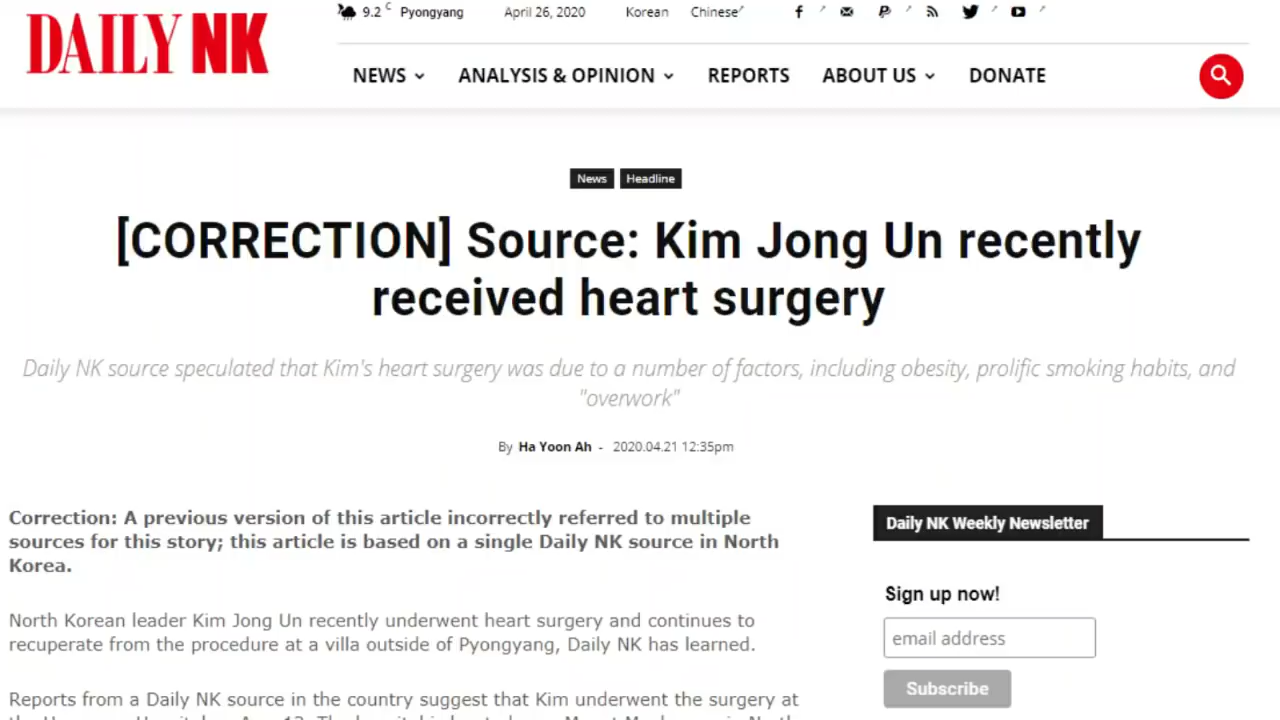 DAILY NK
9.2 C Pyongyang April 26, 2020 Korean Chinese
NEWS ANALYSIS & OPINION REPORTS ABOUT US DONATE
News Headline
[CORRECTION] Source: Kim Jong Un recently
received heart surgery
Daily NK source speculated that Kim's heart surgery was due to a number of factors, including obesity, prolific smoking habits, and
"overwork"
By Ha Yoon Ah - 2020.04.21 12:35pm
Correction: A previous version of this article incorrectly referred to multiple
sources for this story; this article is based on a single Daily NK source in North
Korea.
North Korean leader Kim Jong Un recently underwent heart surgery and continues to
recuperate from the procedure at a villa outside of Pyongyang, Daily NK has learned.
Reports from a Daily NK source in the country suggest that Kim underwent the surgery at
Daily NK Weekly Newsletter
Sign up now!
email address
Subscribe